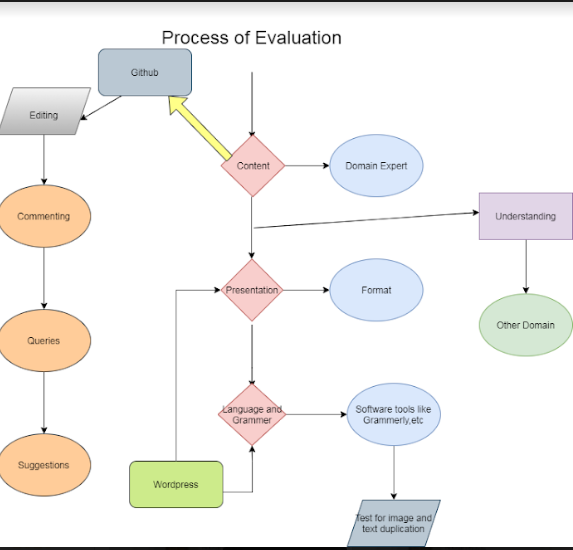 Process of Evaluation
Github
Editing
Content
Domain Expert
Commenting
Understanding
Presentation
Format
Other Domain
Queries
Language and
Grammer
Software tools like
Grammerly,etc
Suggestions
Wordpress
Test for image and
text duplication